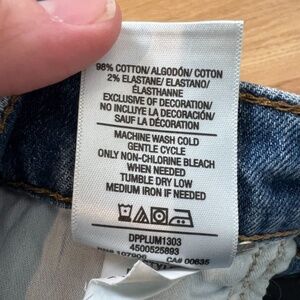 98% COTTON/ ALGODÓN/ COTON
2% ELASTANE/ ELASTANO/
ÉLASTHANNE
EXCLUSIVE OF DECORATION/
NO INCLUYE LA DECORACIÓN/
SAUF LA DÉCORATION
MACHINE WASH COLD
GENTLE CYCLE
ONLY NON-CHLORINE BLEACH
WHEN NEEDED
TUMBLE DRY LOW
MEDIUM IRON IF NEEDED
DPPLUM1303
4500525893
RN# 107906 CA# 00635